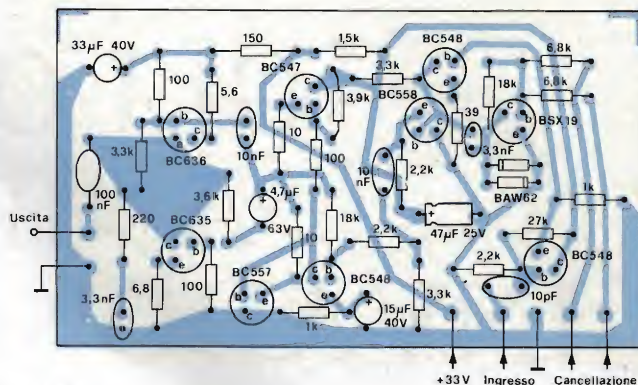 33µF 40V
150
1,5k
BC548
3,3k
6,8k
100
5,6
BC547
3,9k
BC558
39
18k
6,8k
BSX19
BC636
10nF
10
100
3,3k
3,3nF
10 nF
2,2k
BAW62
100 nF
3,6k
4,7µF
63V
18k
47µF 25V
1k
27k
Uscita
220
BC635
10
2,2k
2,2k
BC548
6,8
100
BC557
BC548
3,3k
10pF
3,3nF
1k
15µF 40V
+33V Ingresso Cancellazione